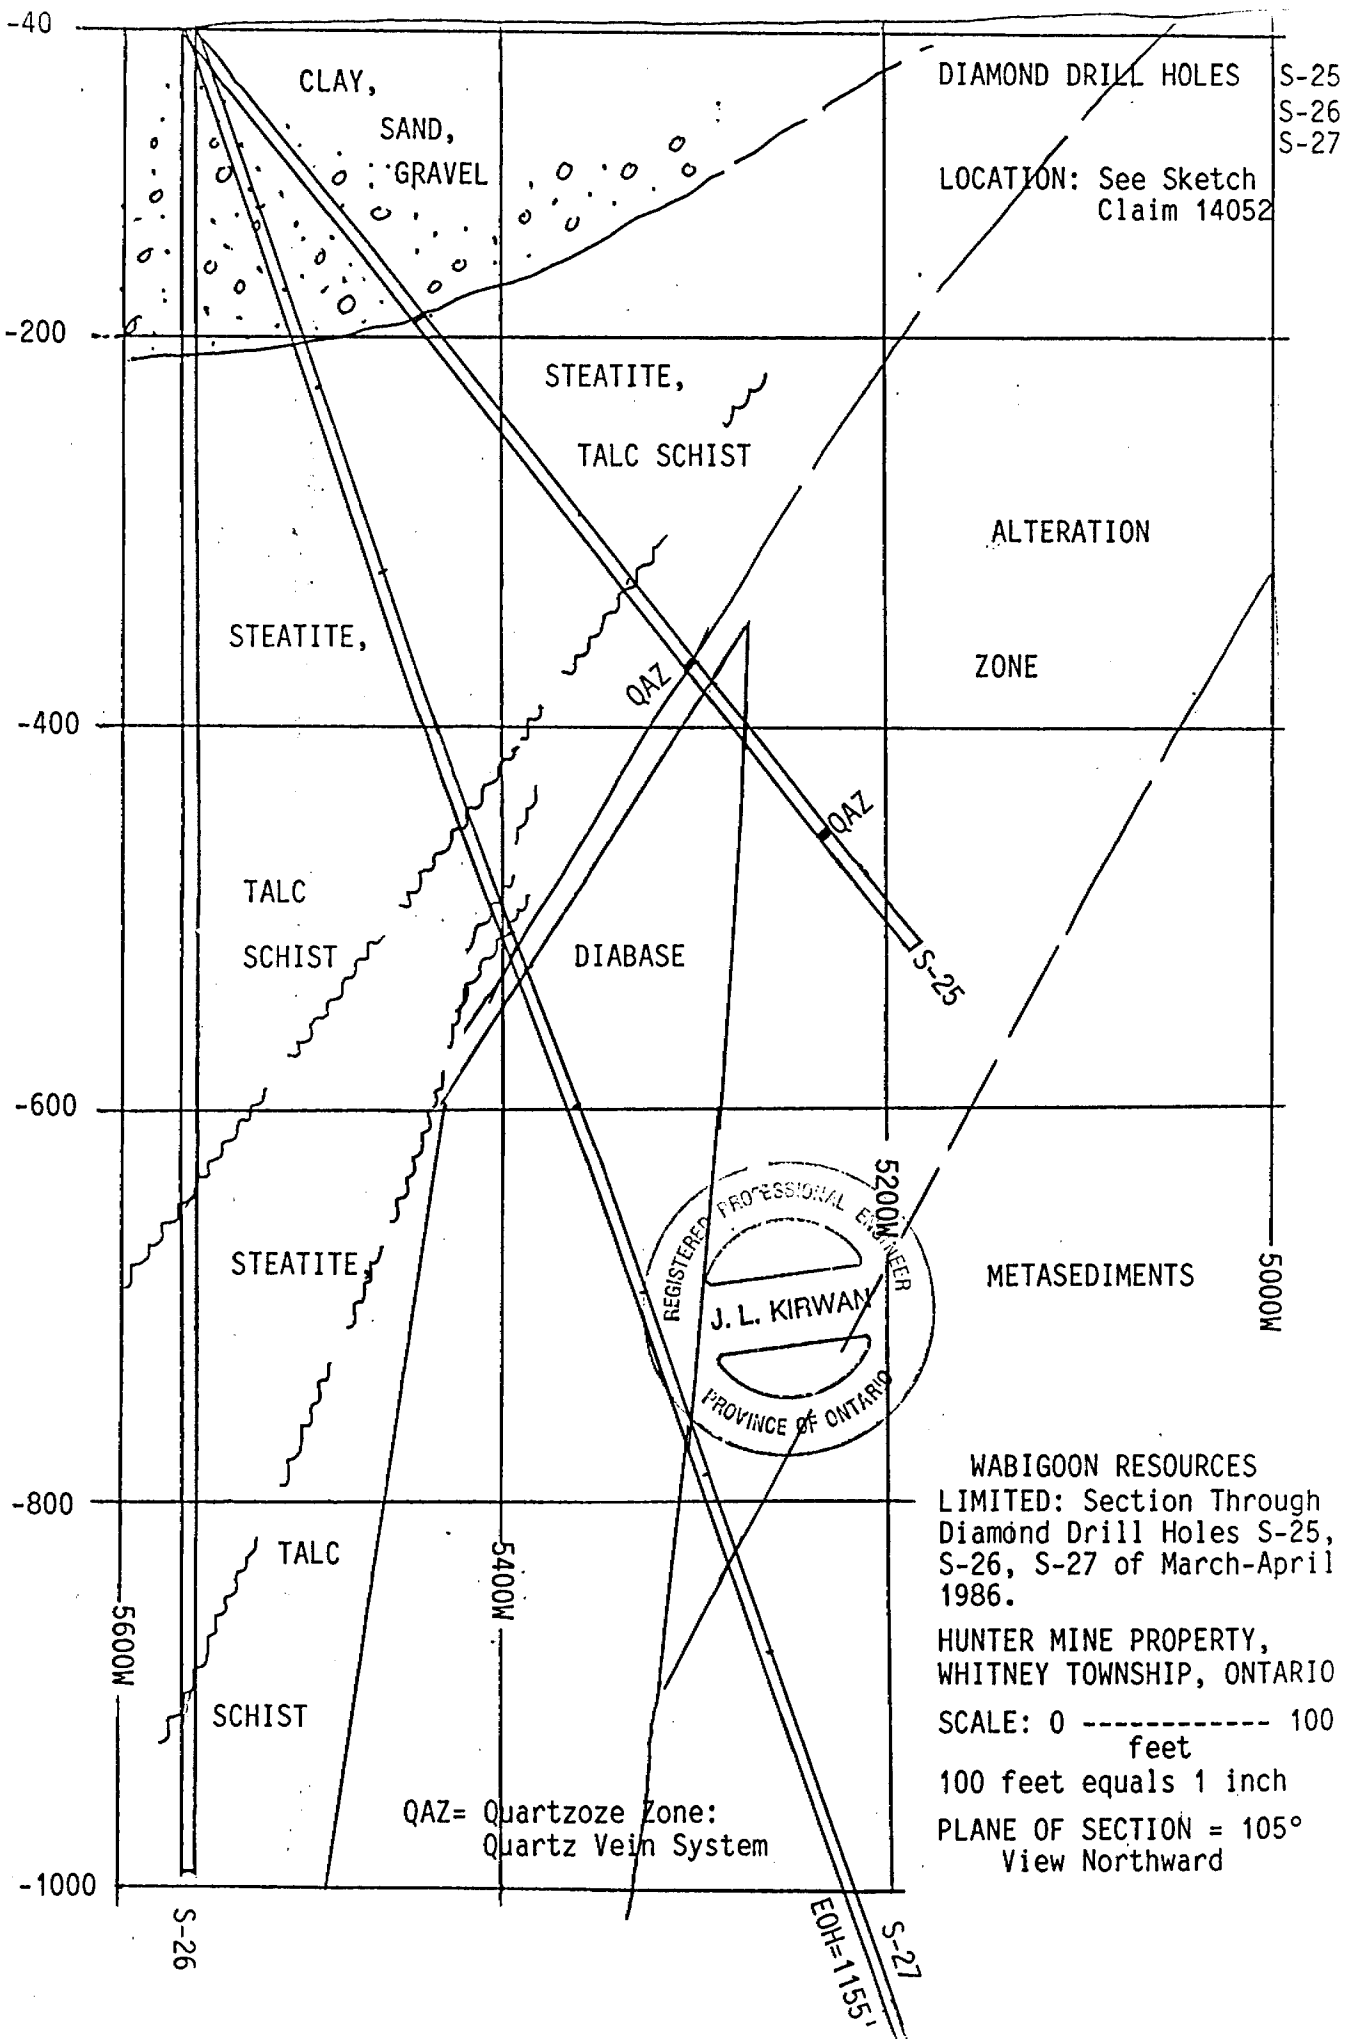 -40
CLAY,
SAND,
GRAVEL
DIAMOND DRILL HOLES S-25
S-26
S-27
LOCATION: See Sketch
Claim 14052
-200
STEATITE,
TALC SCHIST
ALTERATION
ZONE
STEATITE,
QAZ
-400
QAZ
TALC
SCHIST
DIABASE
S-25
-600
5200W
REGISTERED PROFESSIONAL ENGINEER
J. L. KIRWAN
PROVINCE OF ONTARIO
STEATITE,
METASEDIMENTS
5000W
-800
TALC
5400W
5600W
SCHIST
WABIGOON RESOURCES
LIMITED: Section Through
Diamond Drill Holes S-25,
S-26, S-27 of March-April
1986.
HUNTER MINE PROPERTY,
WHITNEY TOWNSHIP, ONTARIO
SCALE: 0 ------------ 100
feet
100 feet equals 1 inch
PLANE OF SECTION = 105°
View Northward
QAZ= Quartzoze Zone:
Quartz Vein System
-1000
S-26
EOH=1155'
S-27